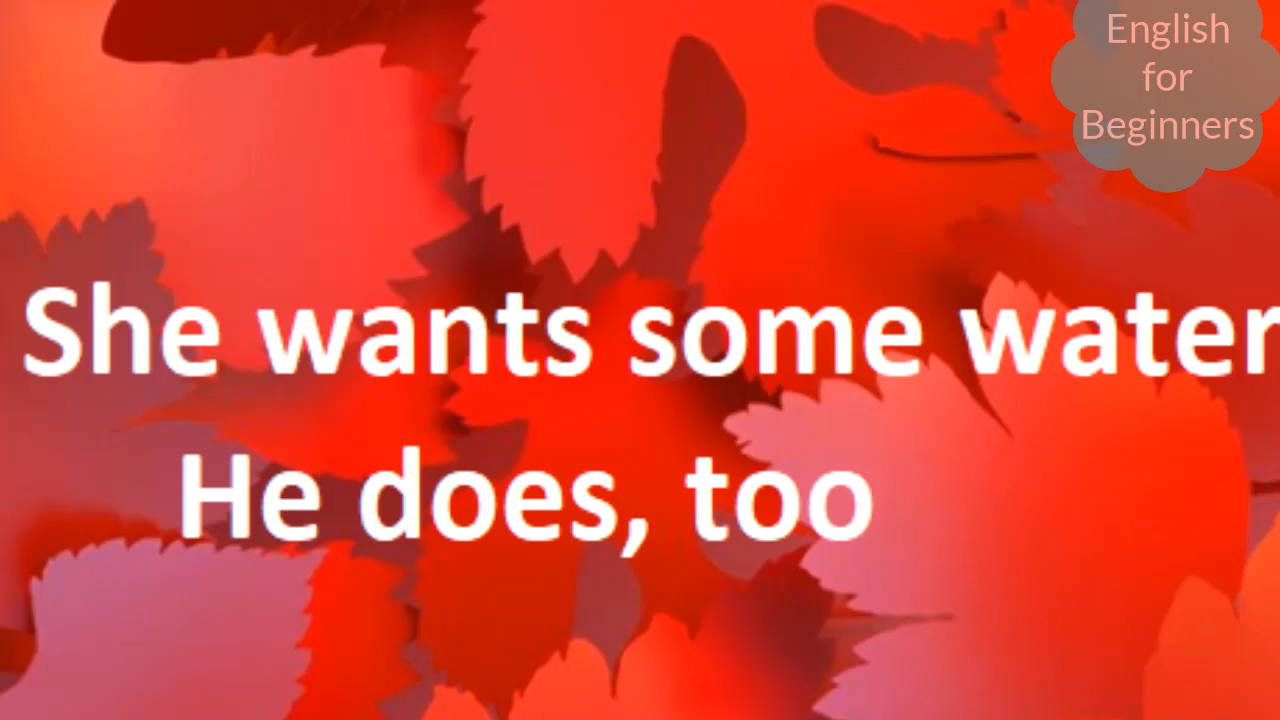 English
for
Beginners
She wants some water
He does, too